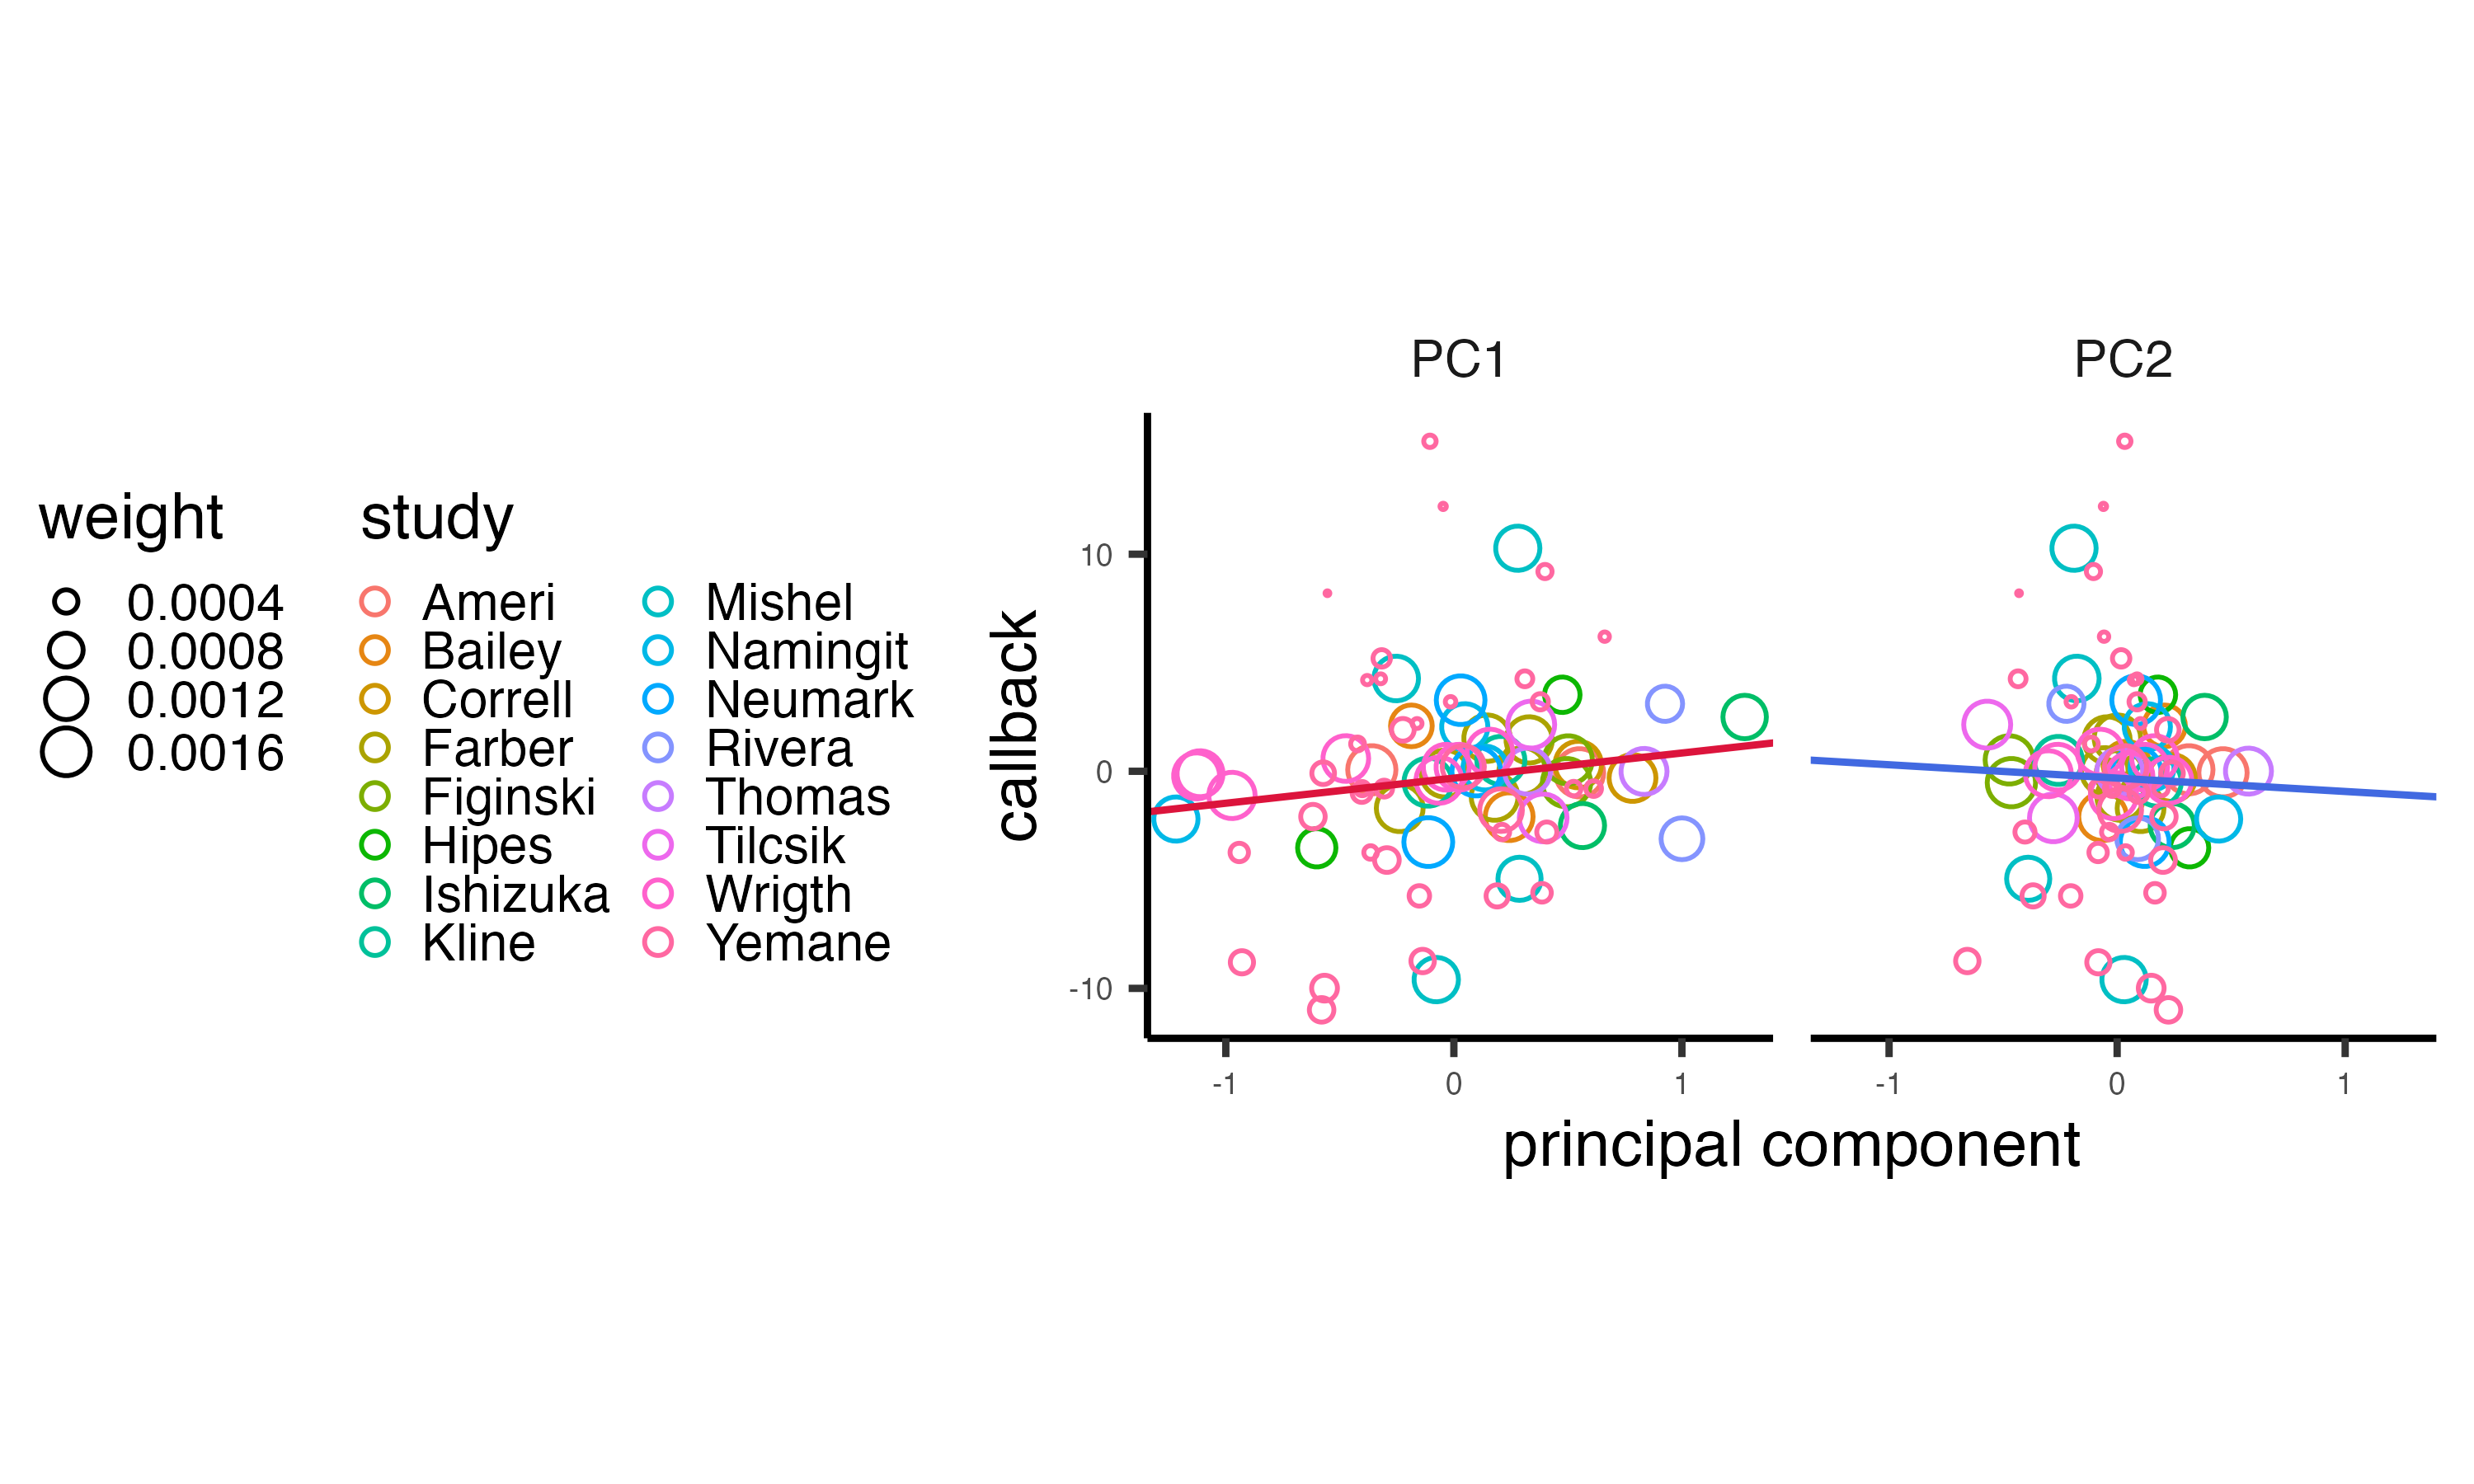 weight
0.0004
0.0008
0.0012
0.0016
study
Ameri
Bailey
Correll
Farber
Figinski
Hipes
Ishizuka
Kline
Mishel
Namingit
Neumark
Rivera
Thomas
Tilcsik
Wrigth
Yemane
PC1
PC2
callback
10
0
-10
-1
0
1
-1
0
1
principal component